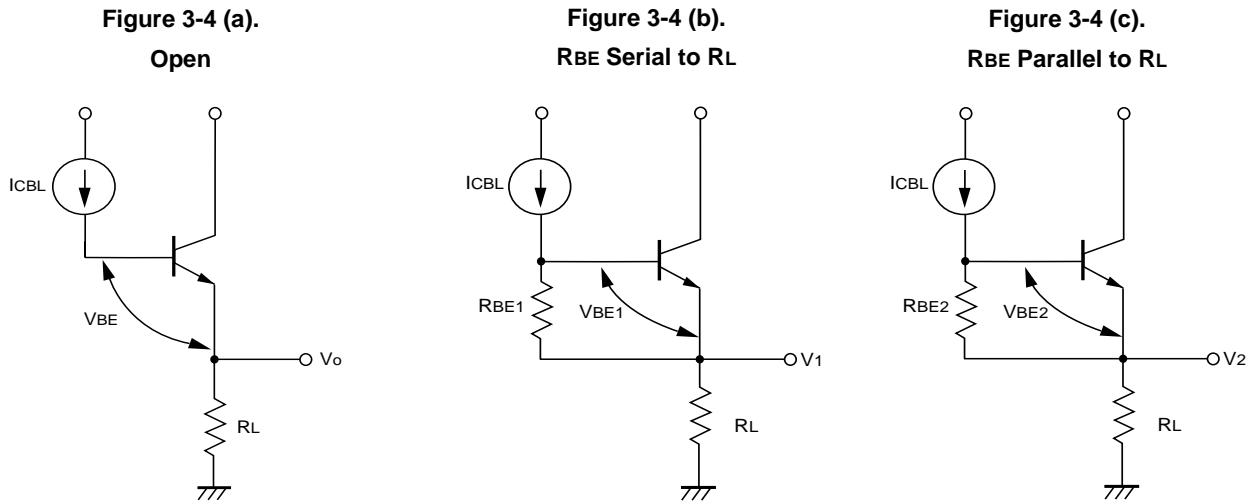 Figure 3-4 (a).
Open
ICBL
VBE
Vo
RL
Figure 3-4 (b).
RBE Serial to RL
ICBL
RBE1
VBE1
V1
RL
Figure 3-4 (c).
RBE Parallel to RL
ICBL
RBE2
VBE2
V2
RL